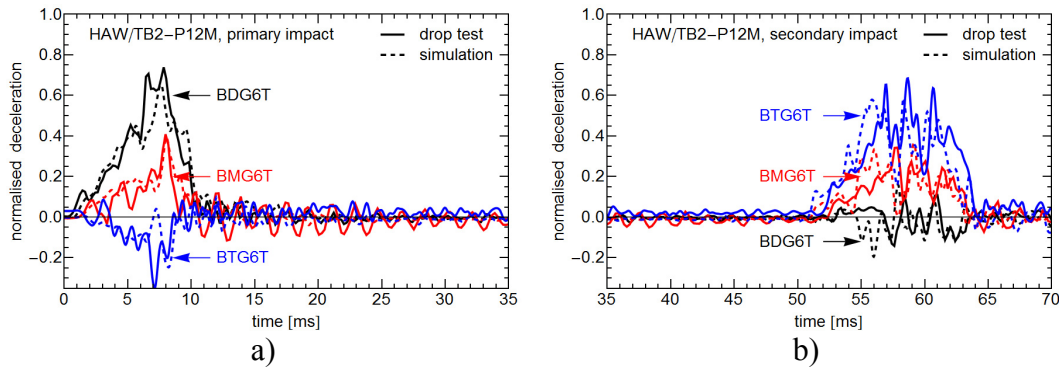 a)
HAW/TB2−P12M, primary impact
drop test
simulation
BDG6T
BMG6T
BTG6T
normalised deceleration
1.0
0.8
0.6
0.4
0.2
0.0
−0.2
0 5 10 15 20 25 30 35
time [ms]
a)
b)
HAW/TB2−P12M, secondary impact
drop test
simulation
BTG6T
BMG6T
BDG6T
normalised deceleration
1.0
0.8
0.6
0.4
0.2
0.0
−0.2
35 40 45 50 55 60 65 70
time [ms]
b)